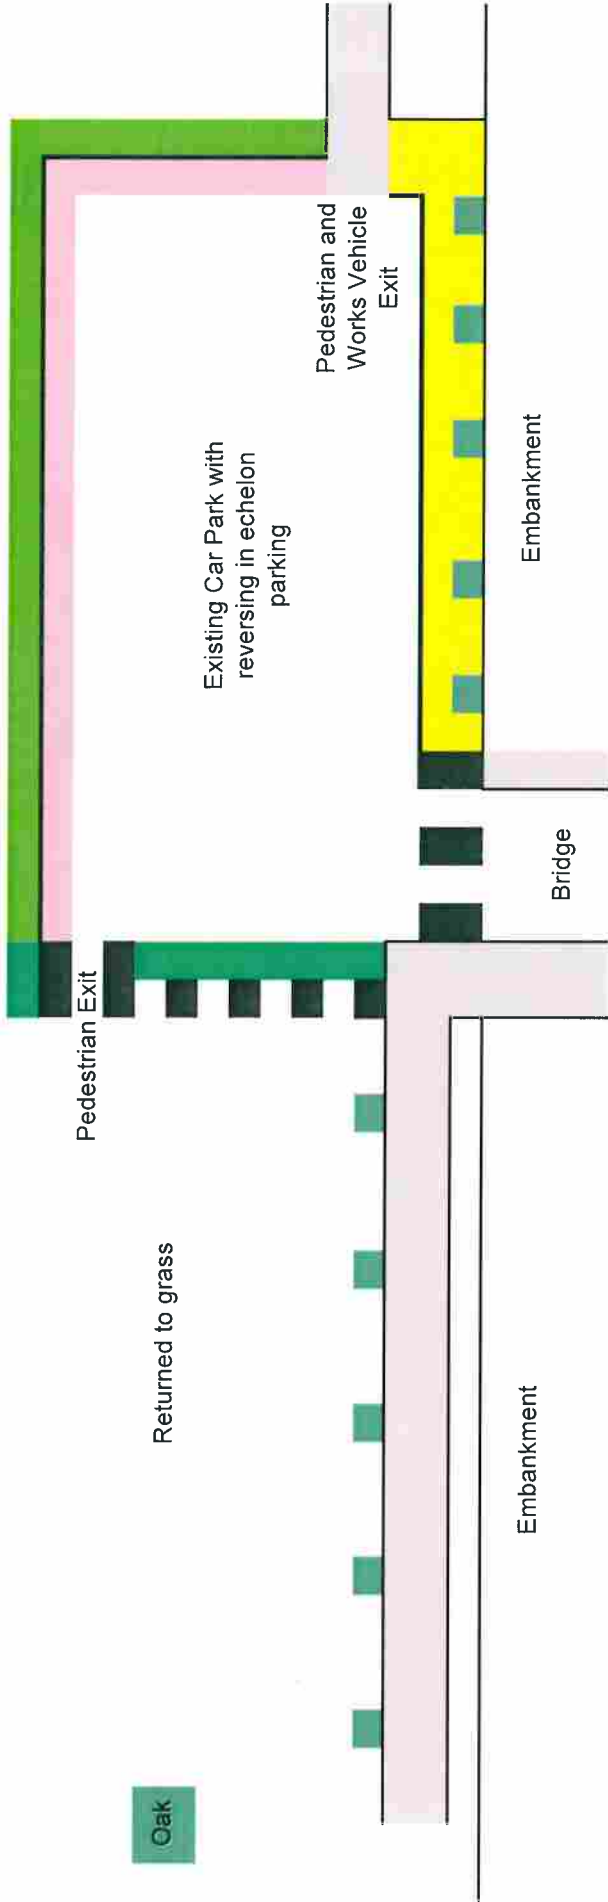 Oak
Returned to grass
Pedestrian Exit
Existing Car Park with
reversing in echelon
parking
Pedestrian and
Works Vehicle
Exit
Embankment
Bridge
Embankment